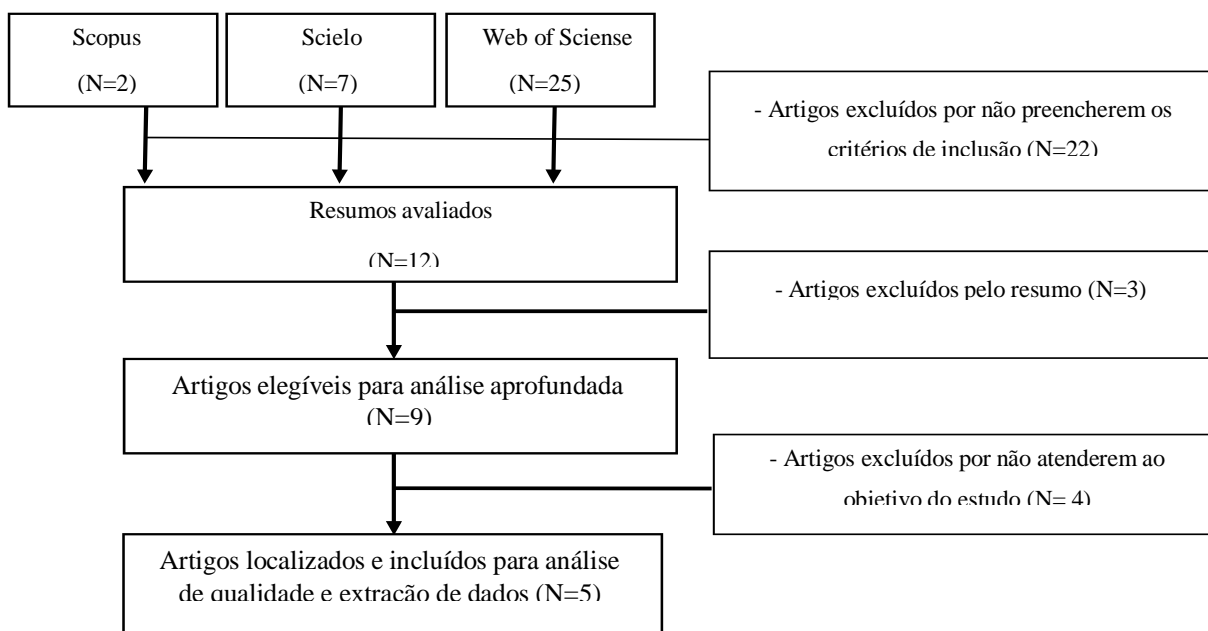 Scopus
(N=2)
Scielo
(N=7)
Web of Sciense
(N=25)
- Artigos excluídos por não preencherem os
critérios de inclusão (N=22)
Resumos avaliados
(N=12)
- Artigos excluídos pelo resumo (N=3)
Artigos elegíveis para análise aprofundada
(N=9)
- Artigos excluídos por não atenderem ao
objetivo do estudo (N= 4)
Artigos localizados e incluídos para análise
de qualidade e extração de dados (N=5)